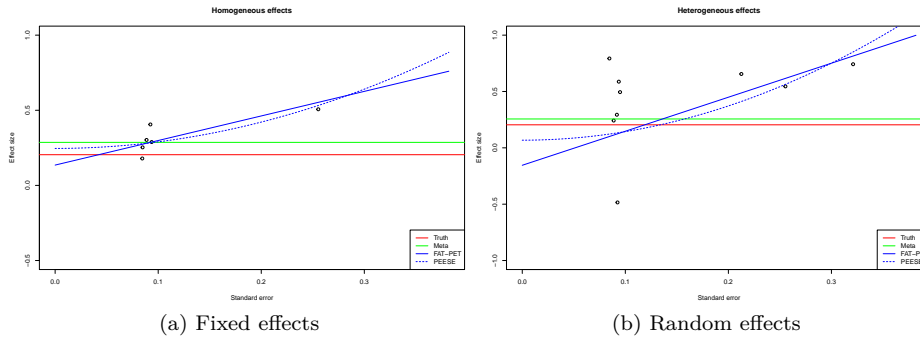 Homogeneous effects
Effect size
1.0
0.5
0.0
−0.5
0.0
0.1
0.2
0.3
Standard error
Truth
Meta
FAT−PET
PEESE
(a) Fixed effects
Heterogeneous effects
Effect size
1.0
0.5
0.0
−0.5
−1.0
0.0
0.1
0.2
0.3
Standard error
Truth
Meta
FAT−P
PEESE
(b) Random effects